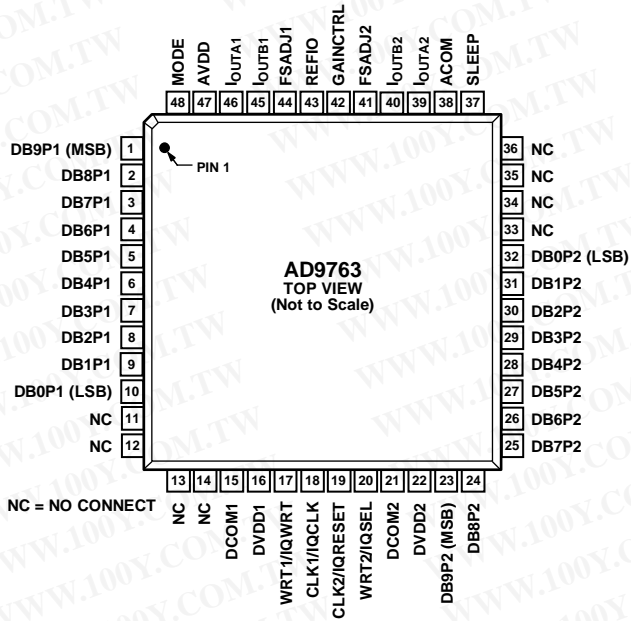 MODE
AVDD
IOUTA1
IOUTB1
FSADJ1
REFIO
GAINCTRL
FSADJ2
IOUTB2
IOUTA2
ACOM
SLEEP
48 47 46 45 44 43 42 41 40 39 38 37
DB9P1 (MSB) 1
DB8P1 2
DB7P1 3
DB6P1 4
DB5P1 5
DB4P1 6
DB3P1 7
DB2P1 8
DB1P1 9
DB0P1 (LSB) 10
NC 11
NC 12
PIN 1
AD9763
TOP VIEW
(Not to Scale)
36 NC
35 NC
34 NC
33 NC
32 DB0P2 (LSB)
31 DB1P2
30 DB2P2
29 DB3P2
28 DB4P2
27 DB5P2
26 DB6P2
25 DB7P2
13 14 15 16 17 18 19 20 21 22 23 24
NC
NC
DCOM1
DVDD1
WRT1/IQWRT
CLK1/IQCLK
CLK2/IQRESET
WRT2/IQSEL
DCOM2
DVDD2
DB9P2 (MSB)
DB8P2
NC = NO CONNECT
WWW.100Y.COM.TW